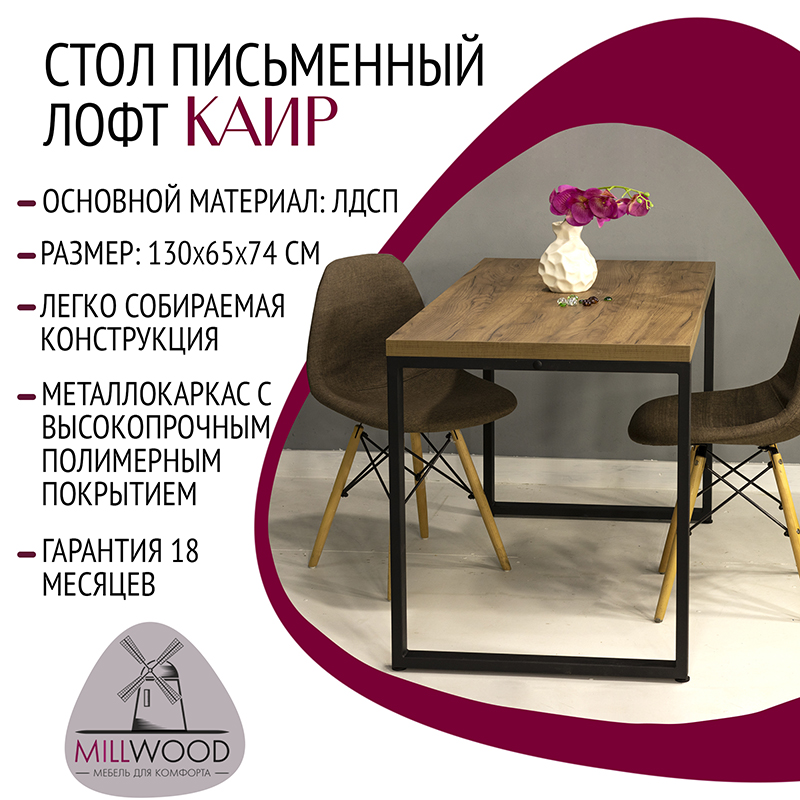 СТОЛ ПИСЬМЕННЫЙ
ЛОФТ КАИР
– ОСНОВНОЙ МАТЕРИАЛ: ЛДСП
– РАЗМЕР: 130х65х74 СМ
– ЛЕГКО СОБИРАЕМАЯ
КОНСТРУКЦИЯ
– МЕТАЛЛОКАРКАС С
ВЫСОКОПРОЧНЫМ
ПОЛИМЕРНЫМ
ПОКРЫТИЕМ
– ГАРАНТИЯ 18
МЕСЯЦЕВ
MILLWOOD
— МЕБЕЛЬ ДЛЯ КОМФОРТА —